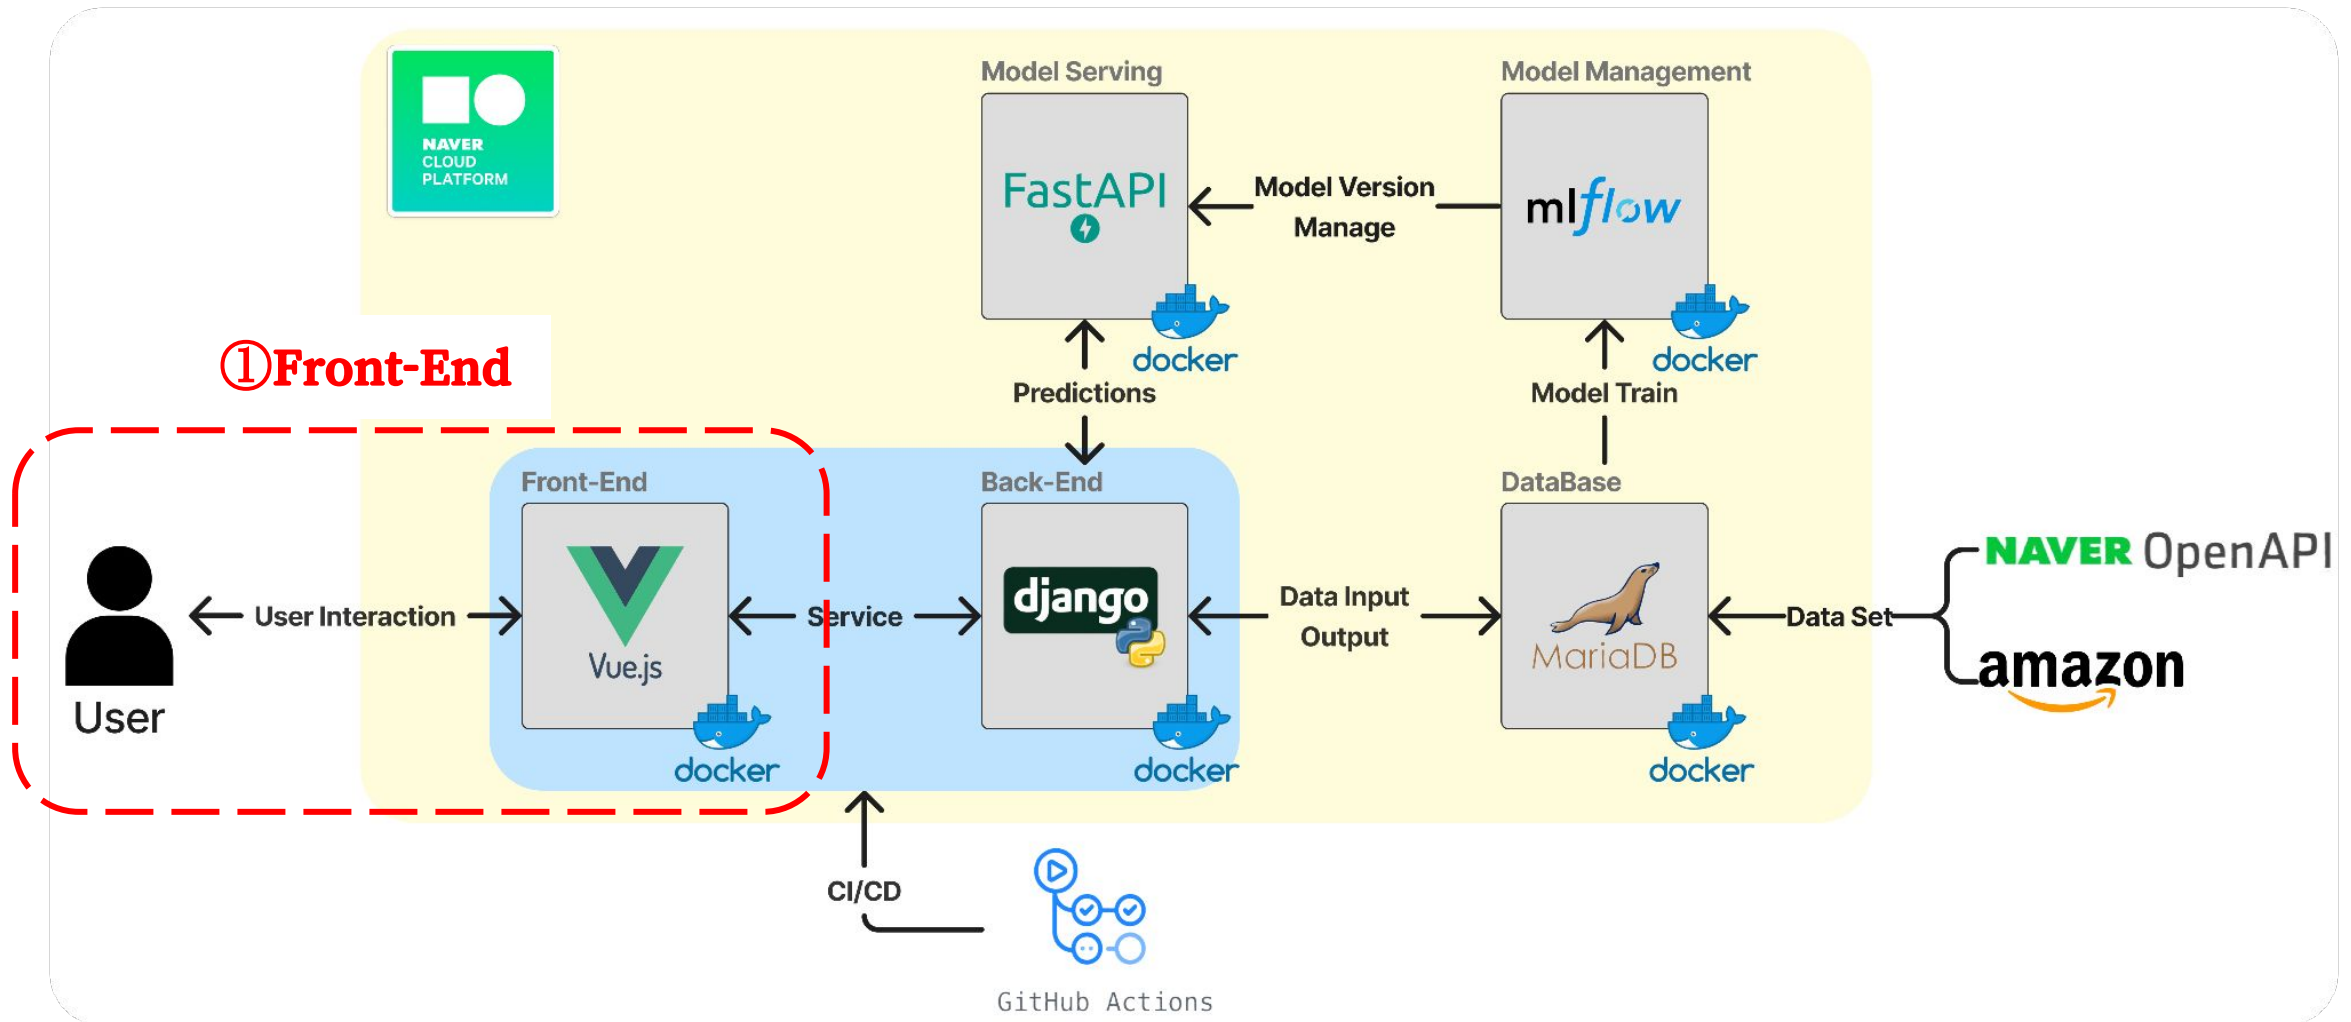 NAVER
CLOUD
PLATFORM
Model Serving
FastAPI
docker
Model Version
Manage
Model Management
mlflow
docker
①Front-End
Predictions
Model Train
User
User Interaction
Front-End
Vue.js
docker
Service
Back-End
django
docker
Data Input
Output
DataBase
MariaDB
docker
Data Set
NAVER OpenAPI
amazon
CI/CD
GitHub Actions